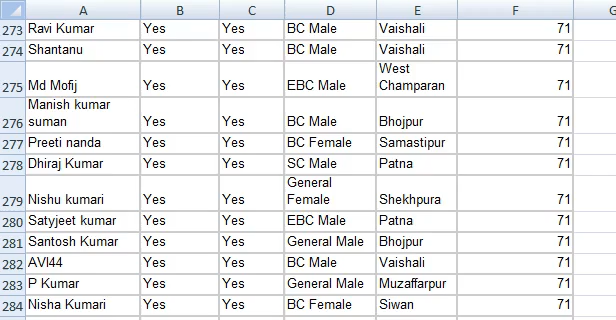 A B C D E F G
273 Ravi Kumar Yes Yes BC Male Vaishali 71
274 Shantanu Yes Yes BC Male Vaishali 71
West
275 Md Mofij Yes Yes EBC Male Champaran 71
Manish kumar
276 suman Yes Yes BC Male Bhojpur 71
277 Preeti nanda Yes Yes BC Female Samastipur 71
278 Dhiraj Kumar Yes Yes SC Male Patna 71
General
279 Nishu kumari Yes Yes Female Shekhpura 71
280 Satyjeet kumar Yes Yes EBC Male Patna 71
281 Santosh Kumar Yes Yes General Male Bhojpur 71
282 AVI44 Yes Yes BC Male Vaishali 71
283 P Kumar Yes Yes General Male Muzaffarpur 71
284 Nisha Kumari Yes Yes BC Female Siwan 71